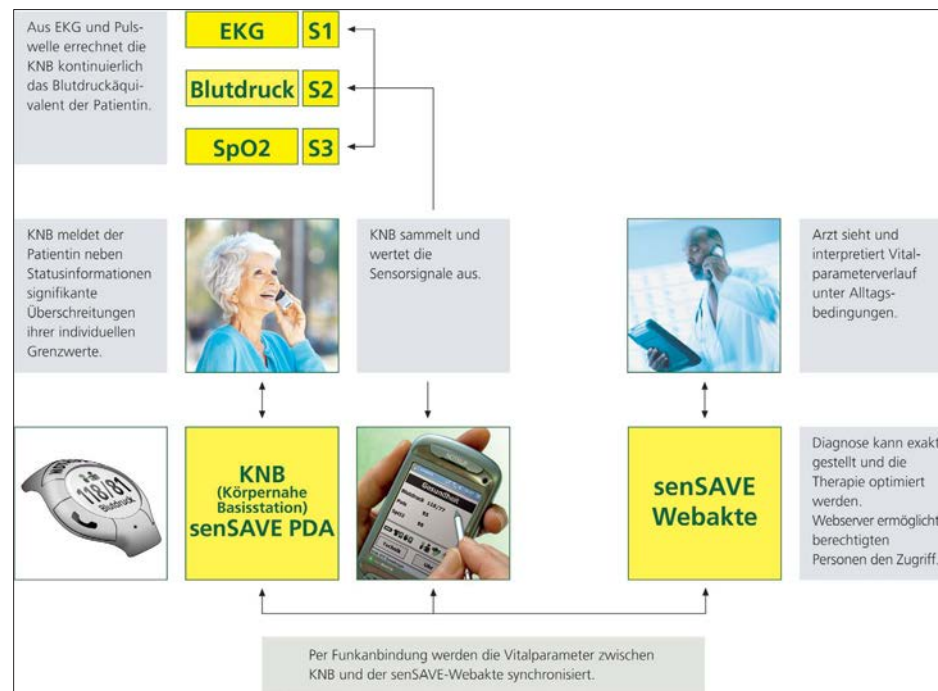 Aus EKG und Puls-
welle errechnet die
KNB kontinuierlich
das Blutdruckäqui-
valent der Patientin.
EKG S1
Blutdruck S2
SpO2 S3
KNB meldet der
Patientin neben
Statusinformationen
signifikante
Überschreitungen
ihrer individuellen
Grenzwerte.
KNB sammelt und
wertet die
Sensorsignale aus.
Arzt sieht und
interpretiert Vital-
parameterverlauf
unter Alltags-
bedingungen.
118/81
Blutdruck
KNB
(Körpernahe
Basisstation)
senSAVE PDA
Gesundheit
Blutdruck
Puls
SpO2
Technik
senSAVE
Webakte
Diagnose kann exakt
gestellt und die
Therapie optimiert
werden.
Webserver ermöglicht
berechtigten
Personen den Zugriff.
Per Funkanbindung werden die Vitalparameter zwischen
KNB und der senSAVE-Webakte synchronisiert.